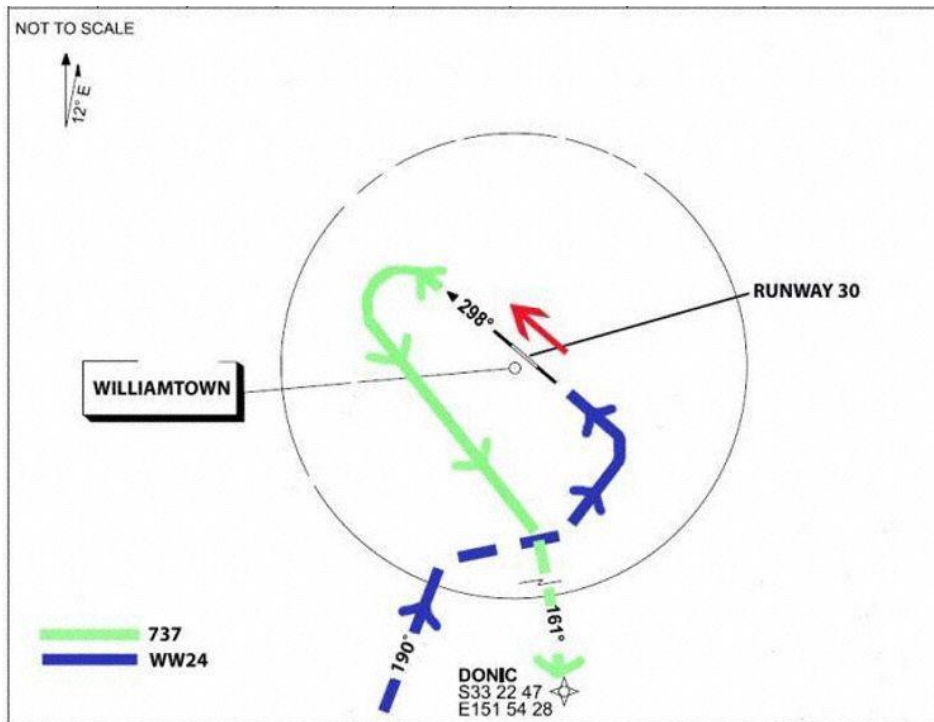 NOT TO SCALE
12° E
298°
RUNWAY 30
WILLIAMTOWN
161°
190°
737
WW24
DONIC
S33 22 47
E151 54 28